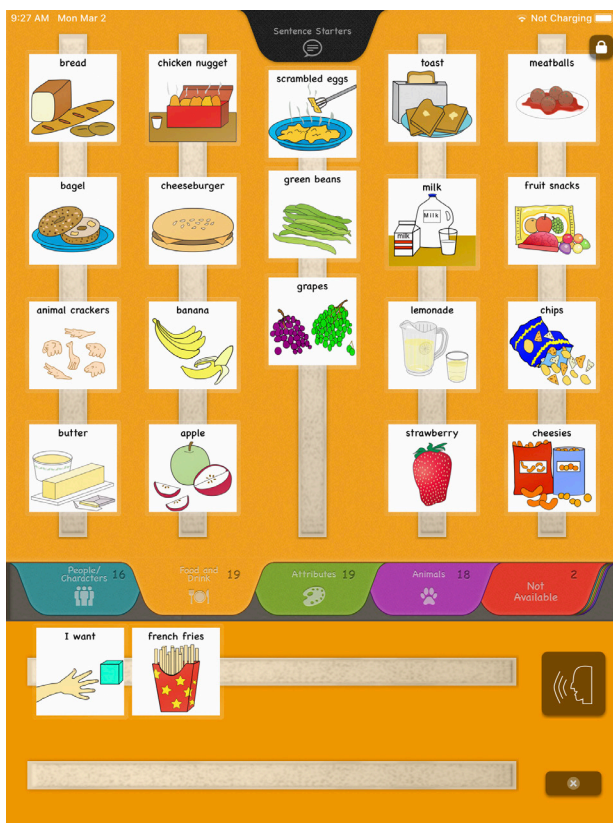 9:27 AM Mon Mar 2
Not Charging
Sentence Starters
bread
chicken nugget
scrambled eggs
toast
meatballs
bagel
cheeseburger
green beans
milk
Milk
milk
fruit snacks
animal crackers
banana
grapes
lemonade
chips
butter
apple
strawberry
cheesies
People/
Characters 16
Food and
Drink 19
Attributes 19
Animals 18
Not
Available
2
I want
french fries